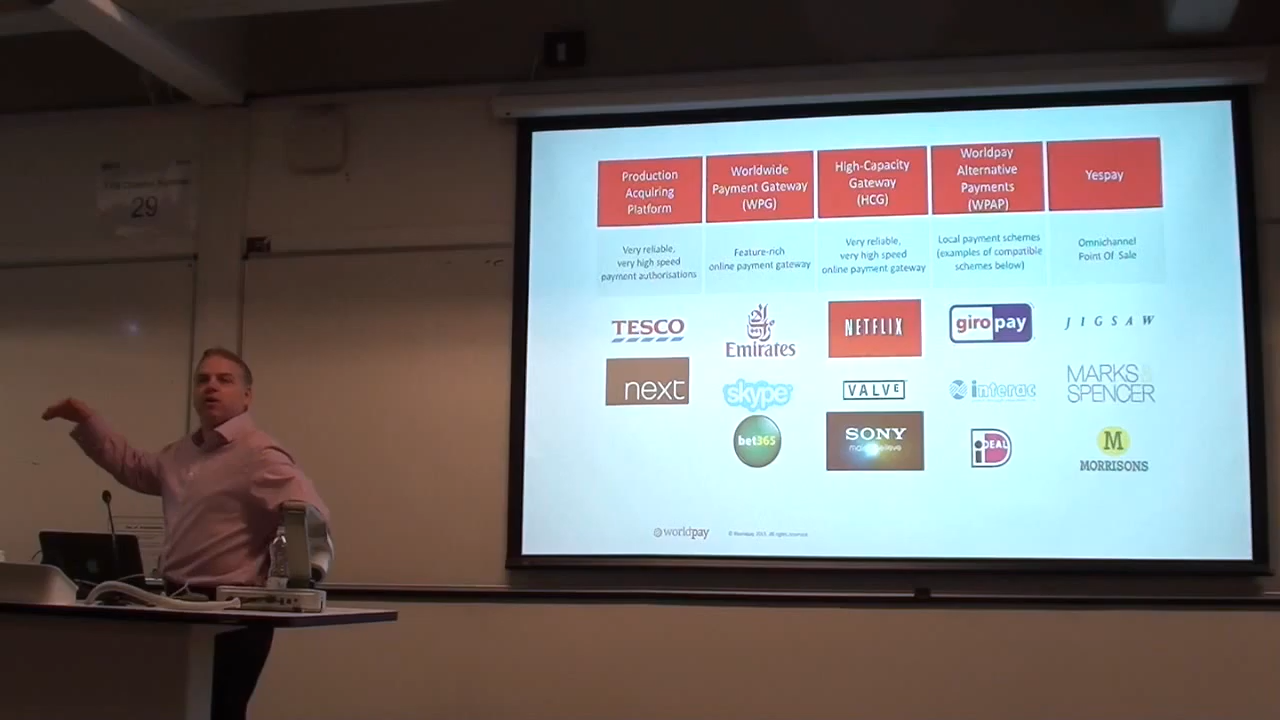 29
Production
Acquiring
Platform
Worldwide
Payment Gateway
(WPG)
High-Capacity
Gateway
(HCG)
Worldpay
Alternative
Payments
(WPAP)
Yespay
Very reliable,
very high speed
payment authorisations
Feature-rich
online payment gateway
Very reliable,
very high speed
online payment gateway
Local payment schemes
(examples of compatible
schemes below)
Omnichannel
Point Of Sale
TESCO
Emirates
NETFLIX
giropay
JIGSAW
next
skype
VALVE
interac
MARKS &
SPENCER
bet365
SONY
iDEAL
M
MORRISONS
worldpay